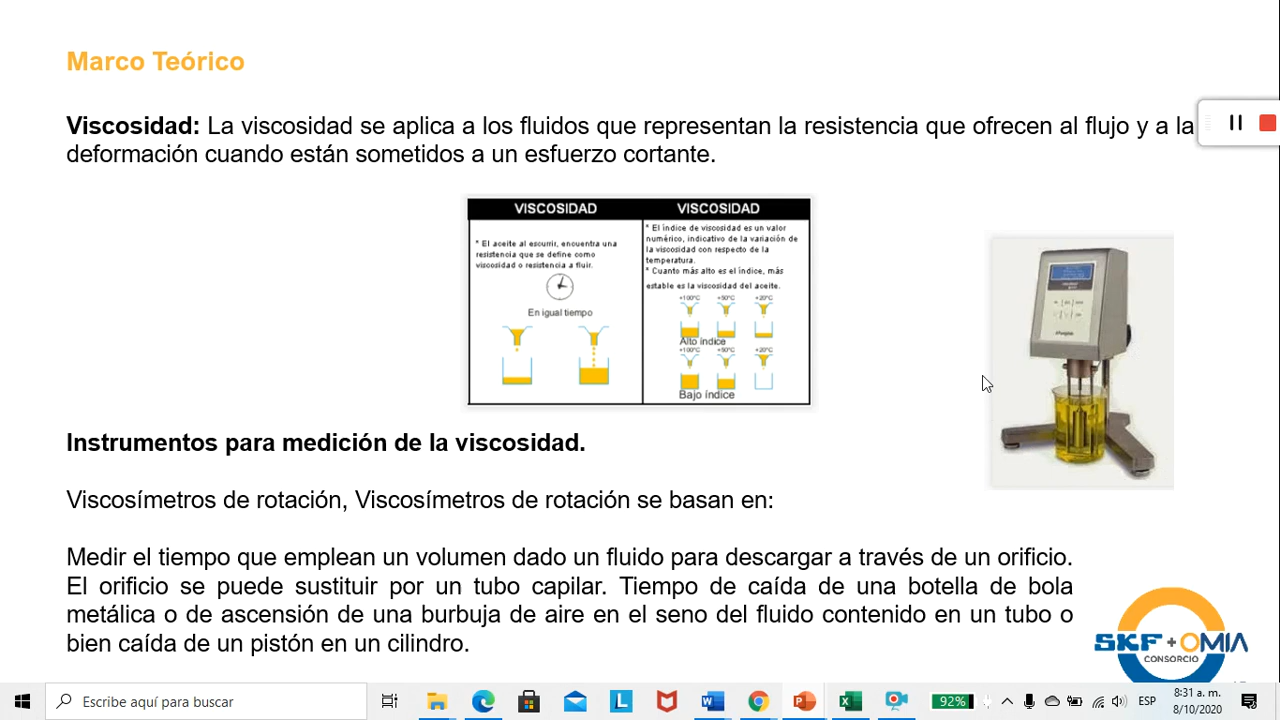 Marco Teórico
Viscosidad: La viscosidad se aplica a los fluidos que representan la resistencia que ofrecen al flujo y a la
deformación cuando están sometidos a un esfuerzo cortante.
VISCOSIDAD
* El aceite al escurrir, encuentra una
resistencia que se define como
viscosidad o resistencia a fluir.
En igual tiempo
VISCOSIDAD
* El índice de viscosidad es un valor
numérico, indicativo de la variación de
la viscosidad con respecto de la
temperatura.
* Cuanto más alto es el índice, más
estable es la viscosidad del aceite.
+100°C +50°C +20°C
Alto índice
+100°C +50°C +20°C
Bajo índice
Instrumentos para medición de la viscosidad.
Viscosímetros de rotación, Viscosímetros de rotación se basan en:
Medir el tiempo que emplean un volumen dado un fluido para descargar a través de un orificio.
El orificio se puede sustituir por un tubo capilar. Tiempo de caída de una botella de bola
metálica o de ascensión de una burbuja de aire en el seno del fluido contenido en un tubo o
bien caída de un pistón en un cilindro.
SKF + OMIA
CONSORCIO
Escribe aquí para buscar
92%
ESP
8:31 a. m.
8/10/2020